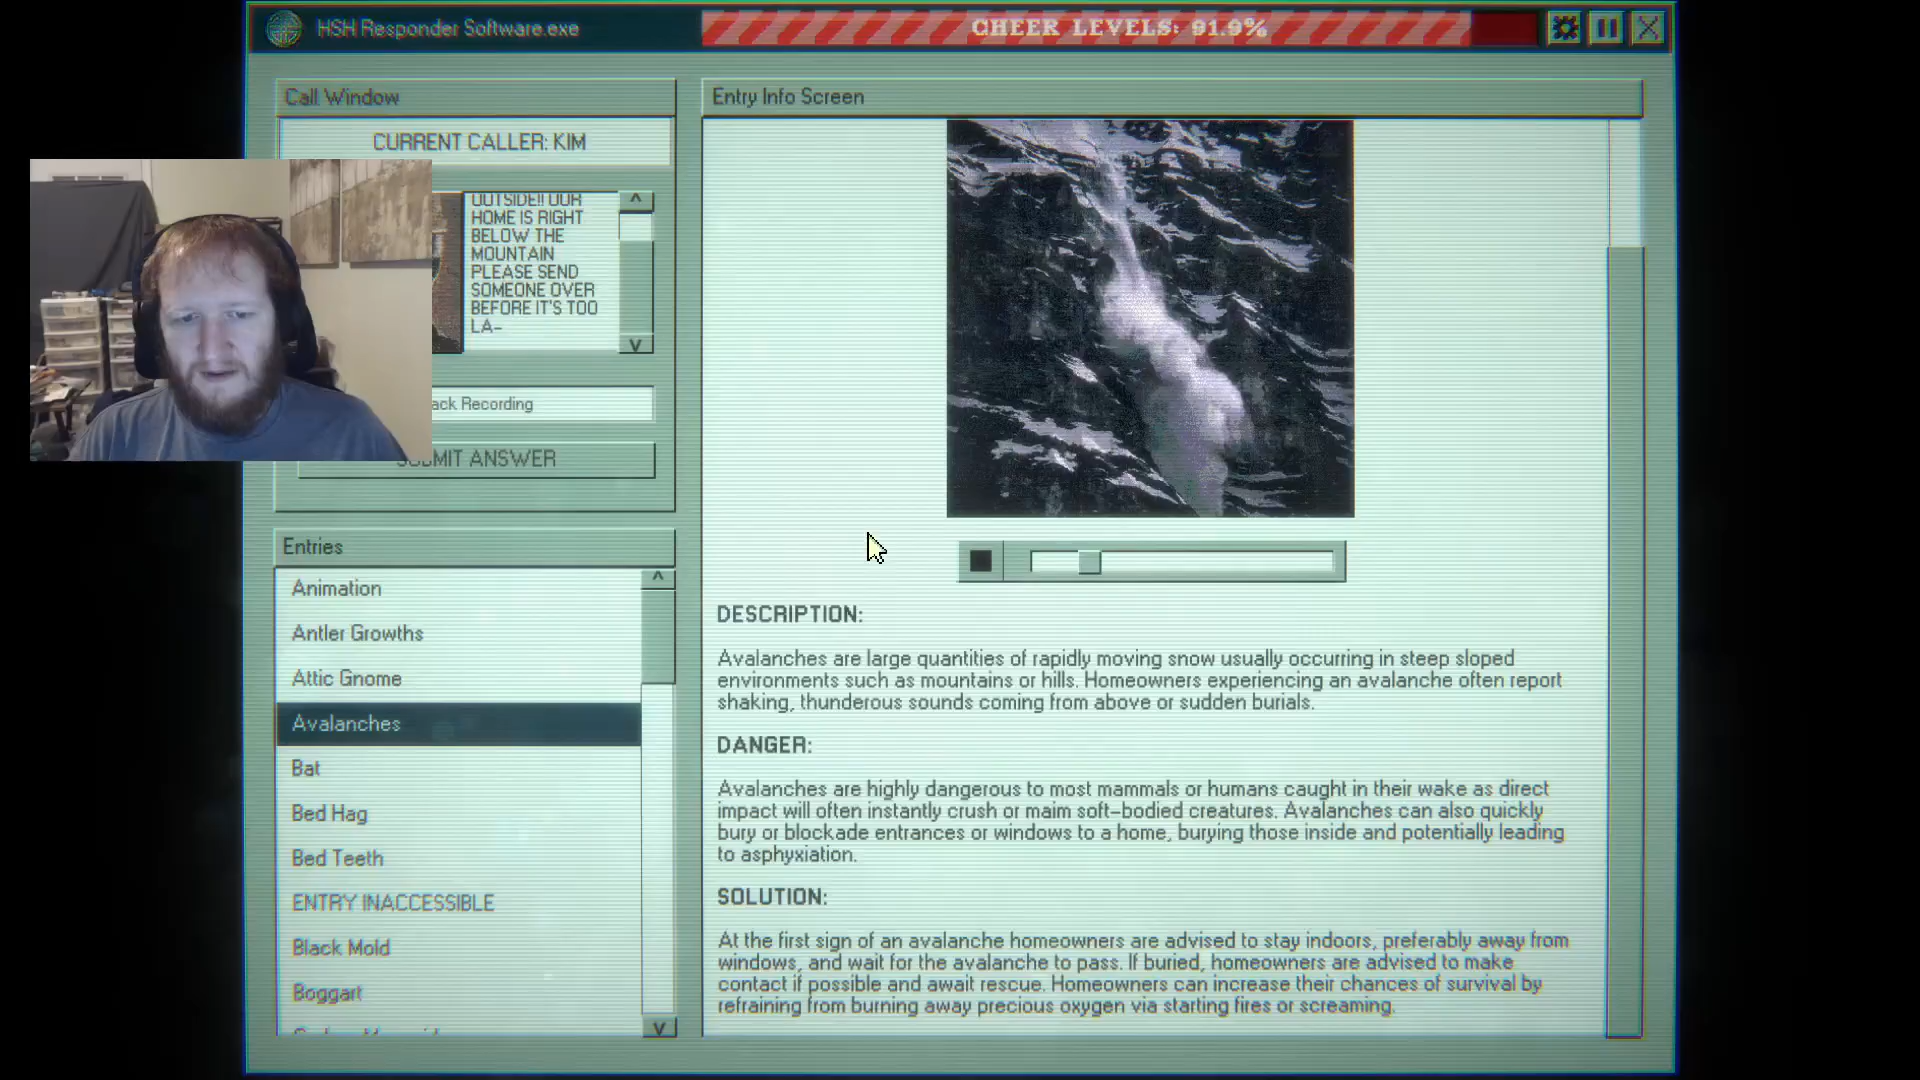 HSH Responder Software.exe
CHEER LEVELS: 91.9%
Call Window
CURRENT CALLER: KIM
OUTSIDE!! OUR
HOME IS RIGHT
BELOW THE
MOUNTAIN
PLEASE SEND
SOMEONE OVER
BEFORE IT'S TOO
LA-
ack Recording
SUBMIT ANSWER
Entries
Animation
Antler Growths
Attic Gnome
Avalanches
Bat
Bed Hag
Bed Teeth
ENTRY INACCESSIBLE
Black Mold
Boggart
Entry Info Screen
DESCRIPTION:
Avalanches are large quantities of rapidly moving snow usually occurring in steep sloped
environments such as mountains or hills. Homeowners experiencing an avalanche often report
shaking, thunderous sounds coming from above or sudden burials.
DANGER:
Avalanches are highly dangerous to most mammals or humans caught in their wake as direct
impact will often instantly crush or maim soft-bodied creatures. Avalanches can also quickly
bury or blockade entrances or windows to a home, burying those inside and potentially leading
to asphyxiation.
SOLUTION:
At the first sign of an avalanche homeowners are advised to stay indoors, preferably away from
windows, and wait for the avalanche to pass. If buried, homeowners are advised to make
contact if possible and await rescue. Homeowners can increase their chances of survival by
refraining from burning away precious oxygen via starting fires or screaming.